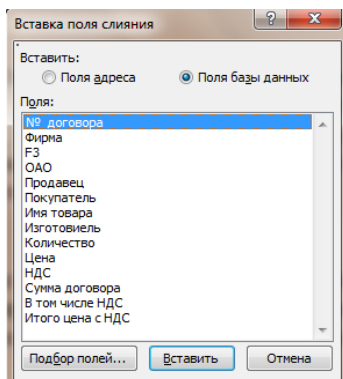 Вставка поля слияния
Вставить:
Поля адреса Поля базы данных
Поля:
№ договора
Фирма
F3
ОАО
Продавец
Покупатель
Имя товара
Изготовиель
Количество
Цена
НДС
Сумма договора
В том числе НДС
Итого цена с НДС
Подбор полей... Вставить Отмена